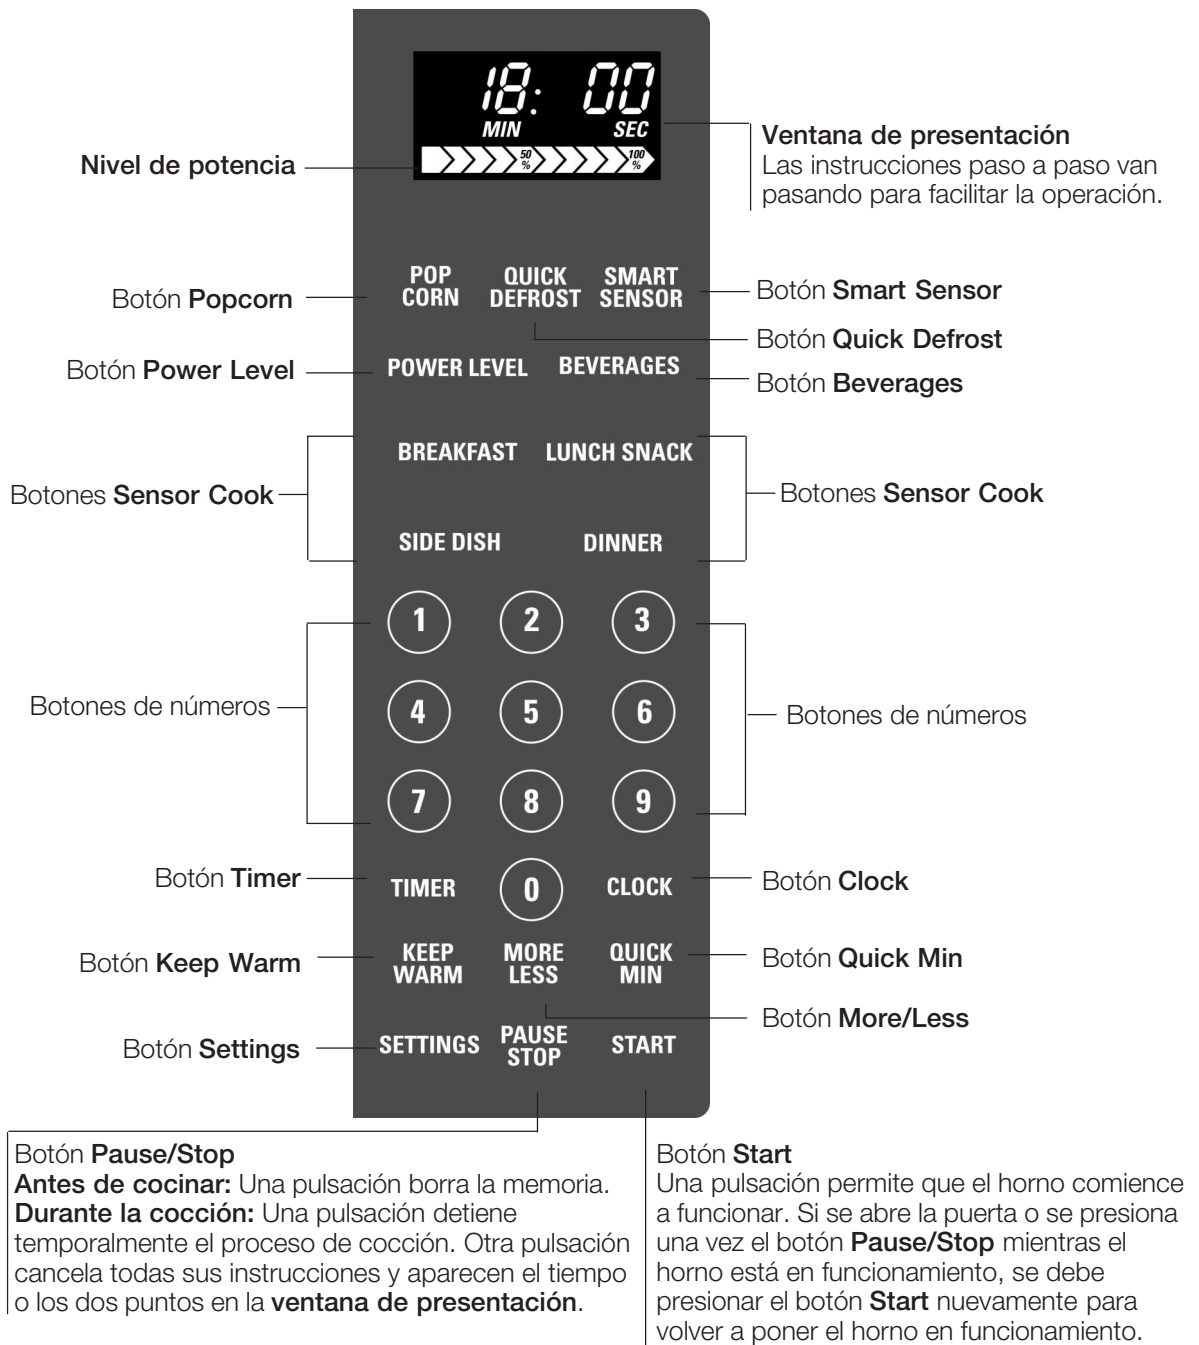 18: 00
MIN SEC
50 % 100 %
Nivel de potencia
Ventana de presentación
Las instrucciones paso a paso van
pasando para facilitar la operación.
POP CORN
QUICK DEFROST
SMART SENSOR
Botón Popcorn
Botón Smart Sensor
Botón Quick Defrost
Botón Power Level
POWER LEVEL
BEVERAGES
Botón Beverages
BREAKFAST
LUNCH SNACK
Botones Sensor Cook
Botones Sensor Cook
SIDE DISH
DINNER
1 2 3
Botones de números
4 5 6
Botones de números
7 8 9
Botón Timer
TIMER
0
CLOCK
Botón Clock
Botón Keep Warm
KEEP WARM
MORE LESS
QUICK MIN
Botón Quick Min
Botón More/Less
Botón Settings
SETTINGS
PAUSE STOP
START
Botón Pause/Stop
Antes de cocinar: Una pulsación borra la memoria.
Durante la cocción: Una pulsación detiene
temporalmente el proceso de cocción. Otra pulsación
cancela todas sus instrucciones y aparecen el tiempo
o los dos puntos en la ventana de presentación.
Botón Start
Una pulsación permite que el horno comience
a funcionar. Si se abre la puerta o se presiona
una vez el botón Pause/Stop mientras el
horno está en funcionamiento, se debe
presionar el botón Start nuevamente para
volver a poner el horno en funcionamiento.